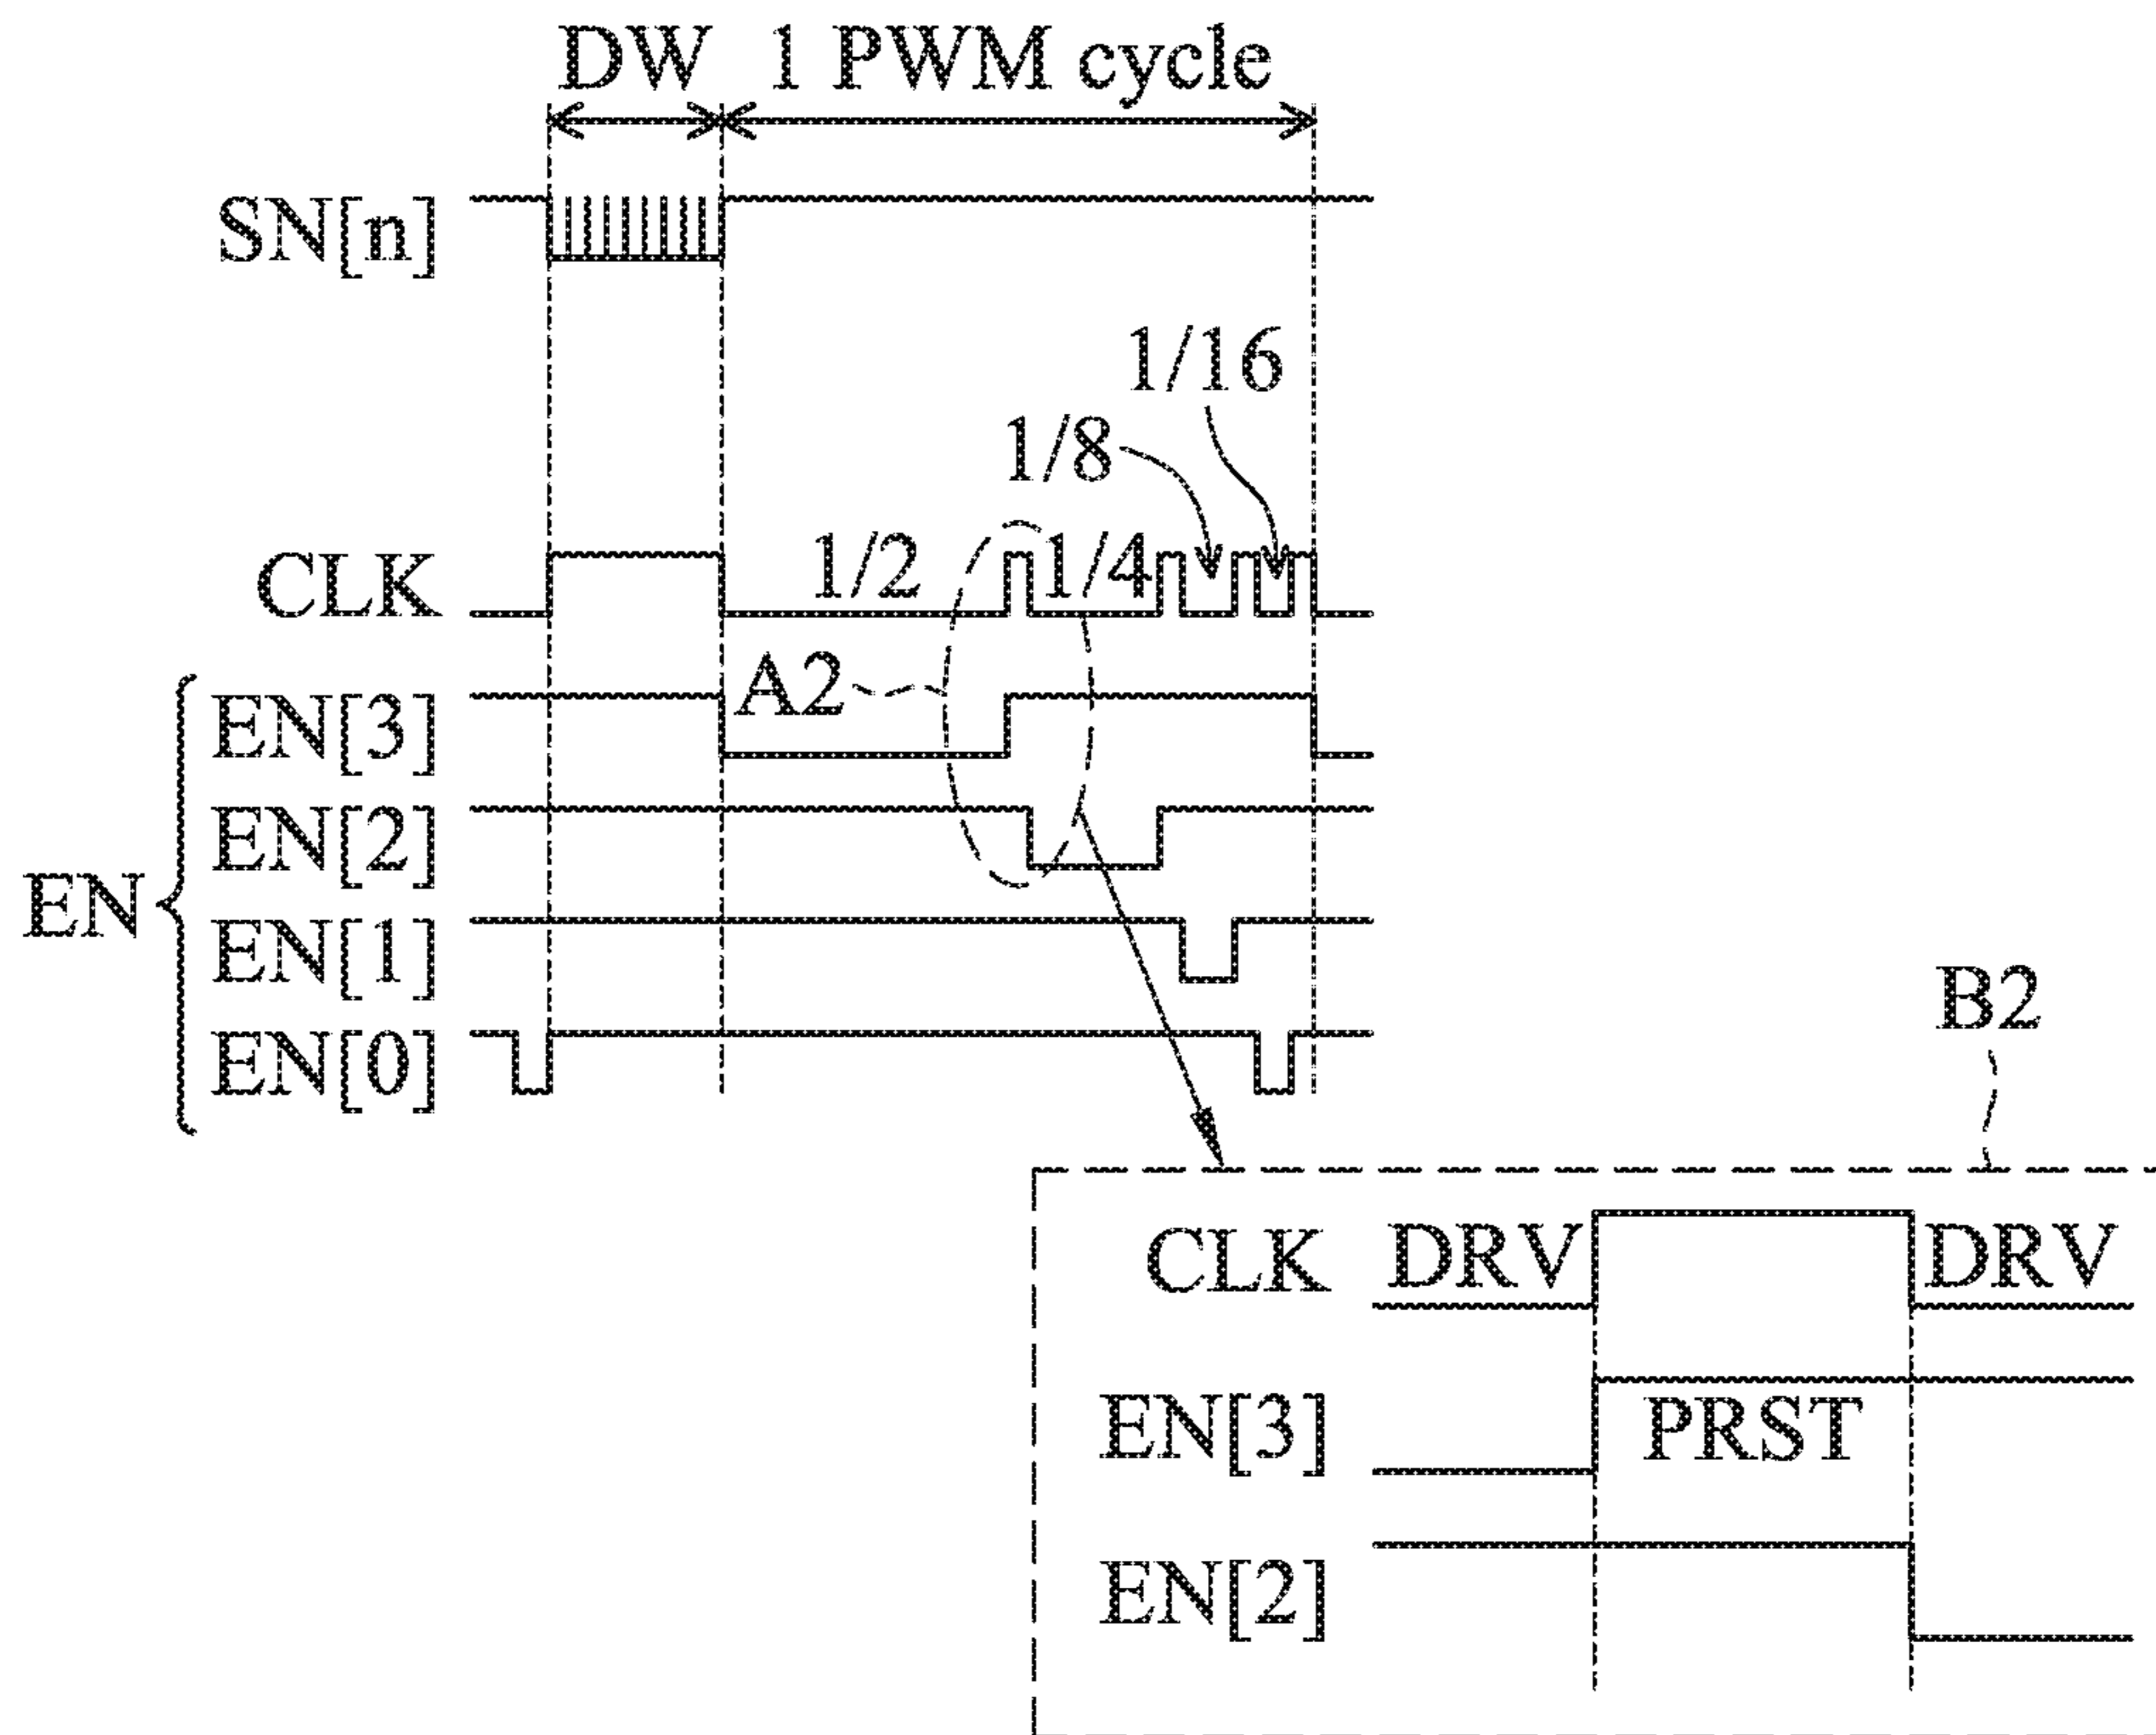 DW 1 PWM cycle
SN[n]
1/16
1/8
CLK 1/2 1/4
A2
EN
EN[3]
EN[2]
EN[1]
EN[0]
B2
CLK DRV DRV
EN[3] PRST
EN[2]